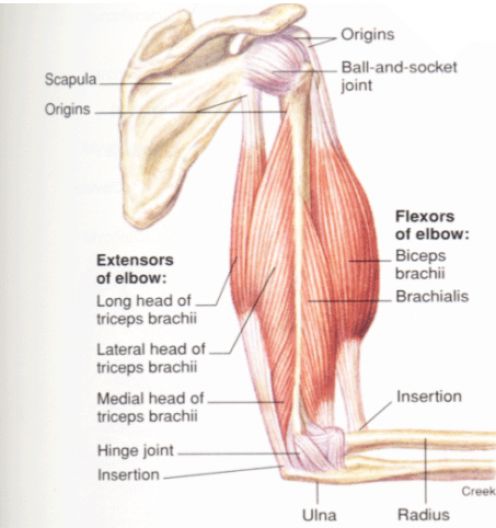 Origins
Ball-and-socket
joint
Scapula
Origins
Flexors
of elbow:
Biceps
brachii
Brachialis
Extensors
of elbow:
Long head of
triceps brachii
Lateral head of
triceps brachii
Medial head of
triceps brachii
Hinge joint
Insertion
Insertion
Ulna
Radius
Creek